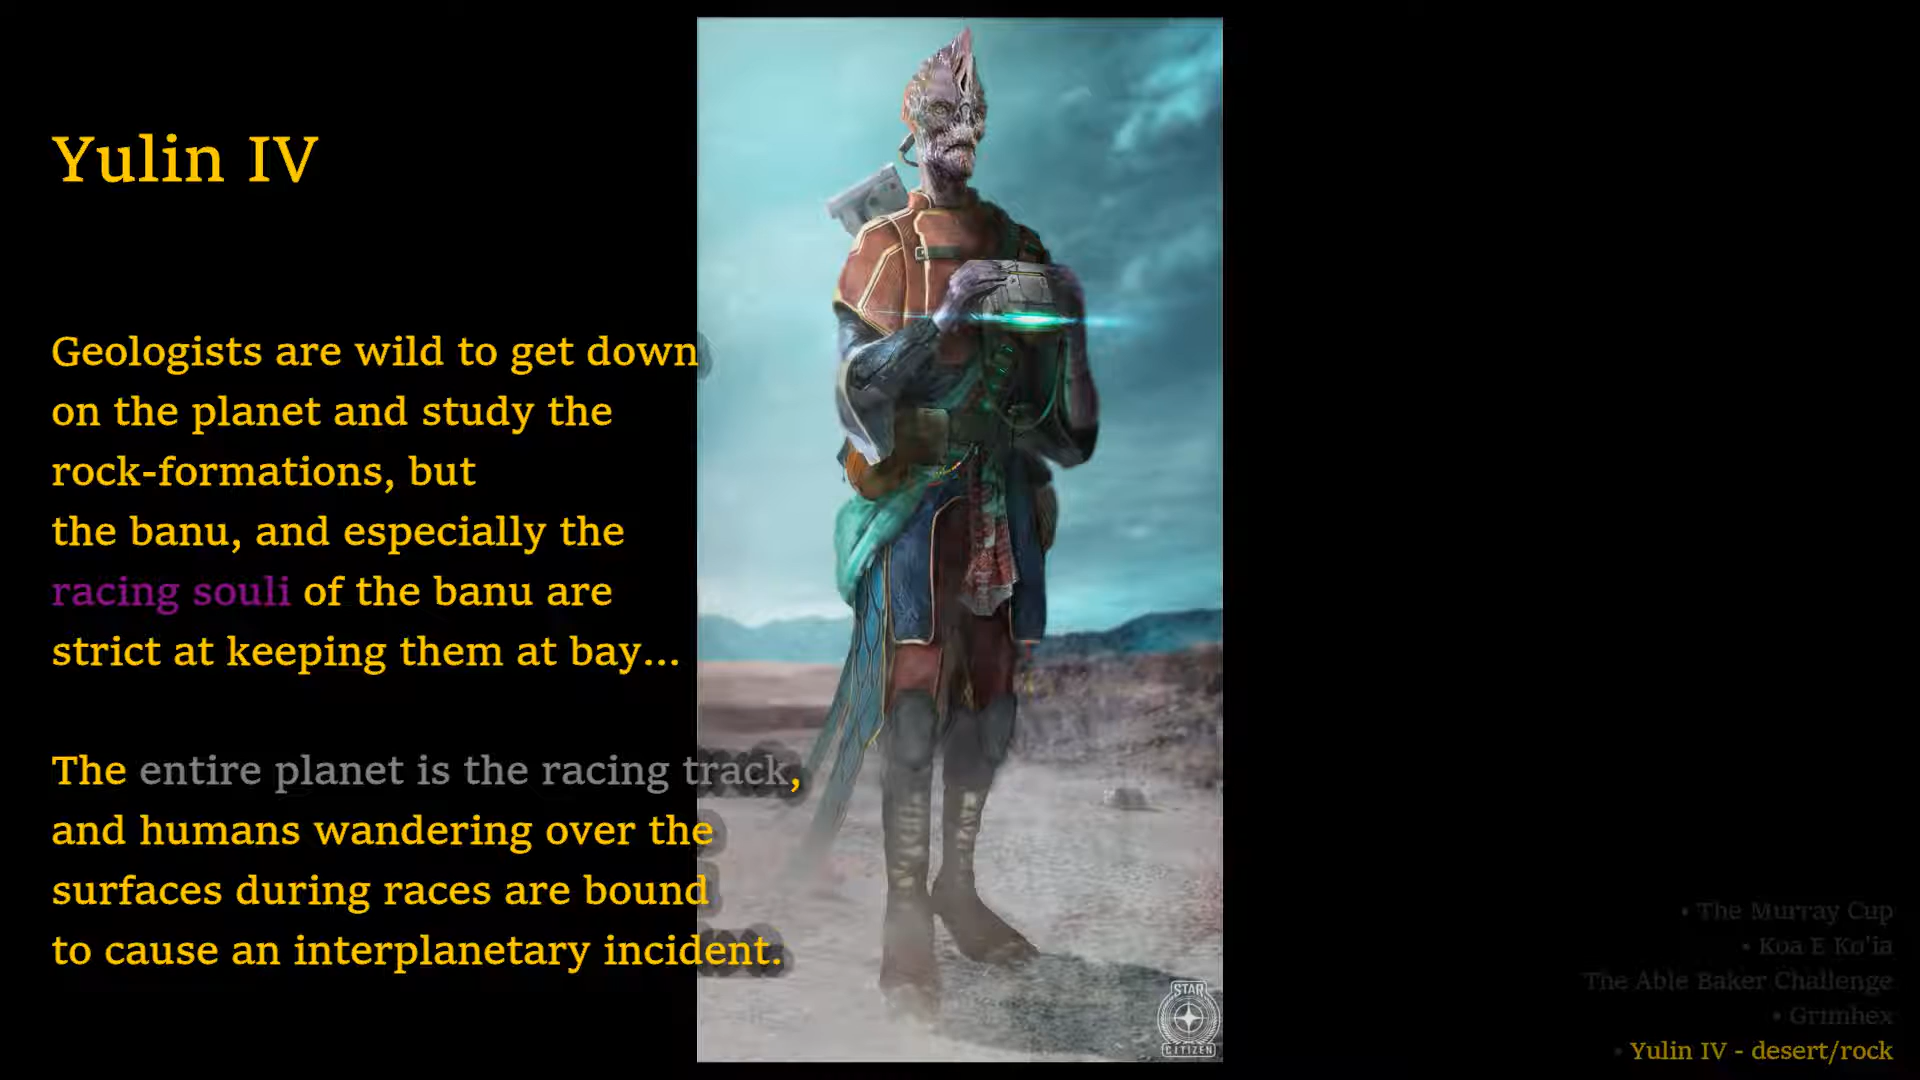 Yulin IV
Geologists are wild to get down
on the planet and study the
rock-formations, but
the banu, and especially the
racing souli of the banu are
strict at keeping them at bay...
The entire planet is the racing track,
and humans wandering over the
surfaces during races are bound
to cause an interplanetary incident.
STAR
CITIZEN
• The Murray Cup
• Koa E Ko'ia
The Able Baker Challenge
• Grimhex
• Yulin IV - desert/rock